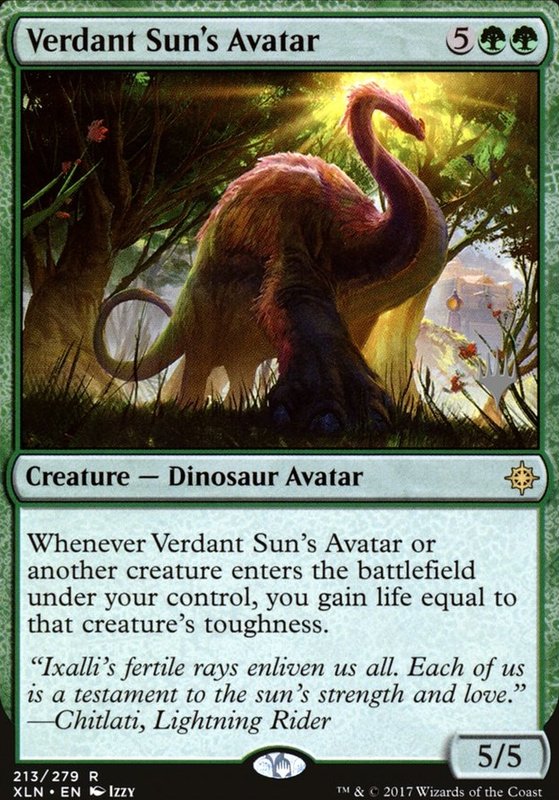 Verdant Sun's Avatar 5
Creature — Dinosaur Avatar
Whenever Verdant Sun's Avatar or
another creature enters the battlefield
under your control, you gain life equal to
that creature's toughness.
“Ixalli's fertile rays enliven us all. Each of us
is a testament to the sun's strength and love.”
—Chitlati, Lightning Rider
5/5
213/279 R
XLN • EN Izzy
™ & © 2017 Wizards of the Coast